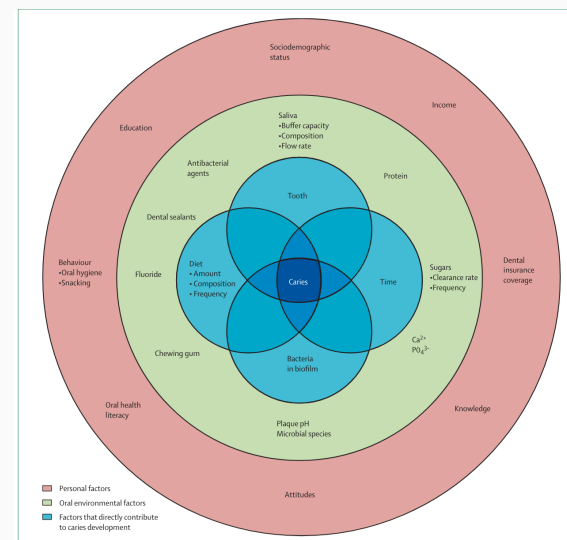 Sociodemographic
status
Income
Education
Saliva
•Buffer capacity
•Composition
•Flow rate
Antibacterial
agents
Protein
Tooth
Dental sealants
Behaviour
•Oral hygiene
•Snacking
Fluoride
Diet
• Amount
• Composition
• Frequency
Caries
Time
Sugars
•Clearance rate
•Frequency
Dental
insurance
coverage
Ca²⁺
PO₄³⁻
Chewing gum
Bacteria
in biofilm
Oral health
literacy
Knowledge
Plaque pH
Microbial species
Attitudes
Personal factors
Oral environmental factors
Factors that directly contribute
to caries development